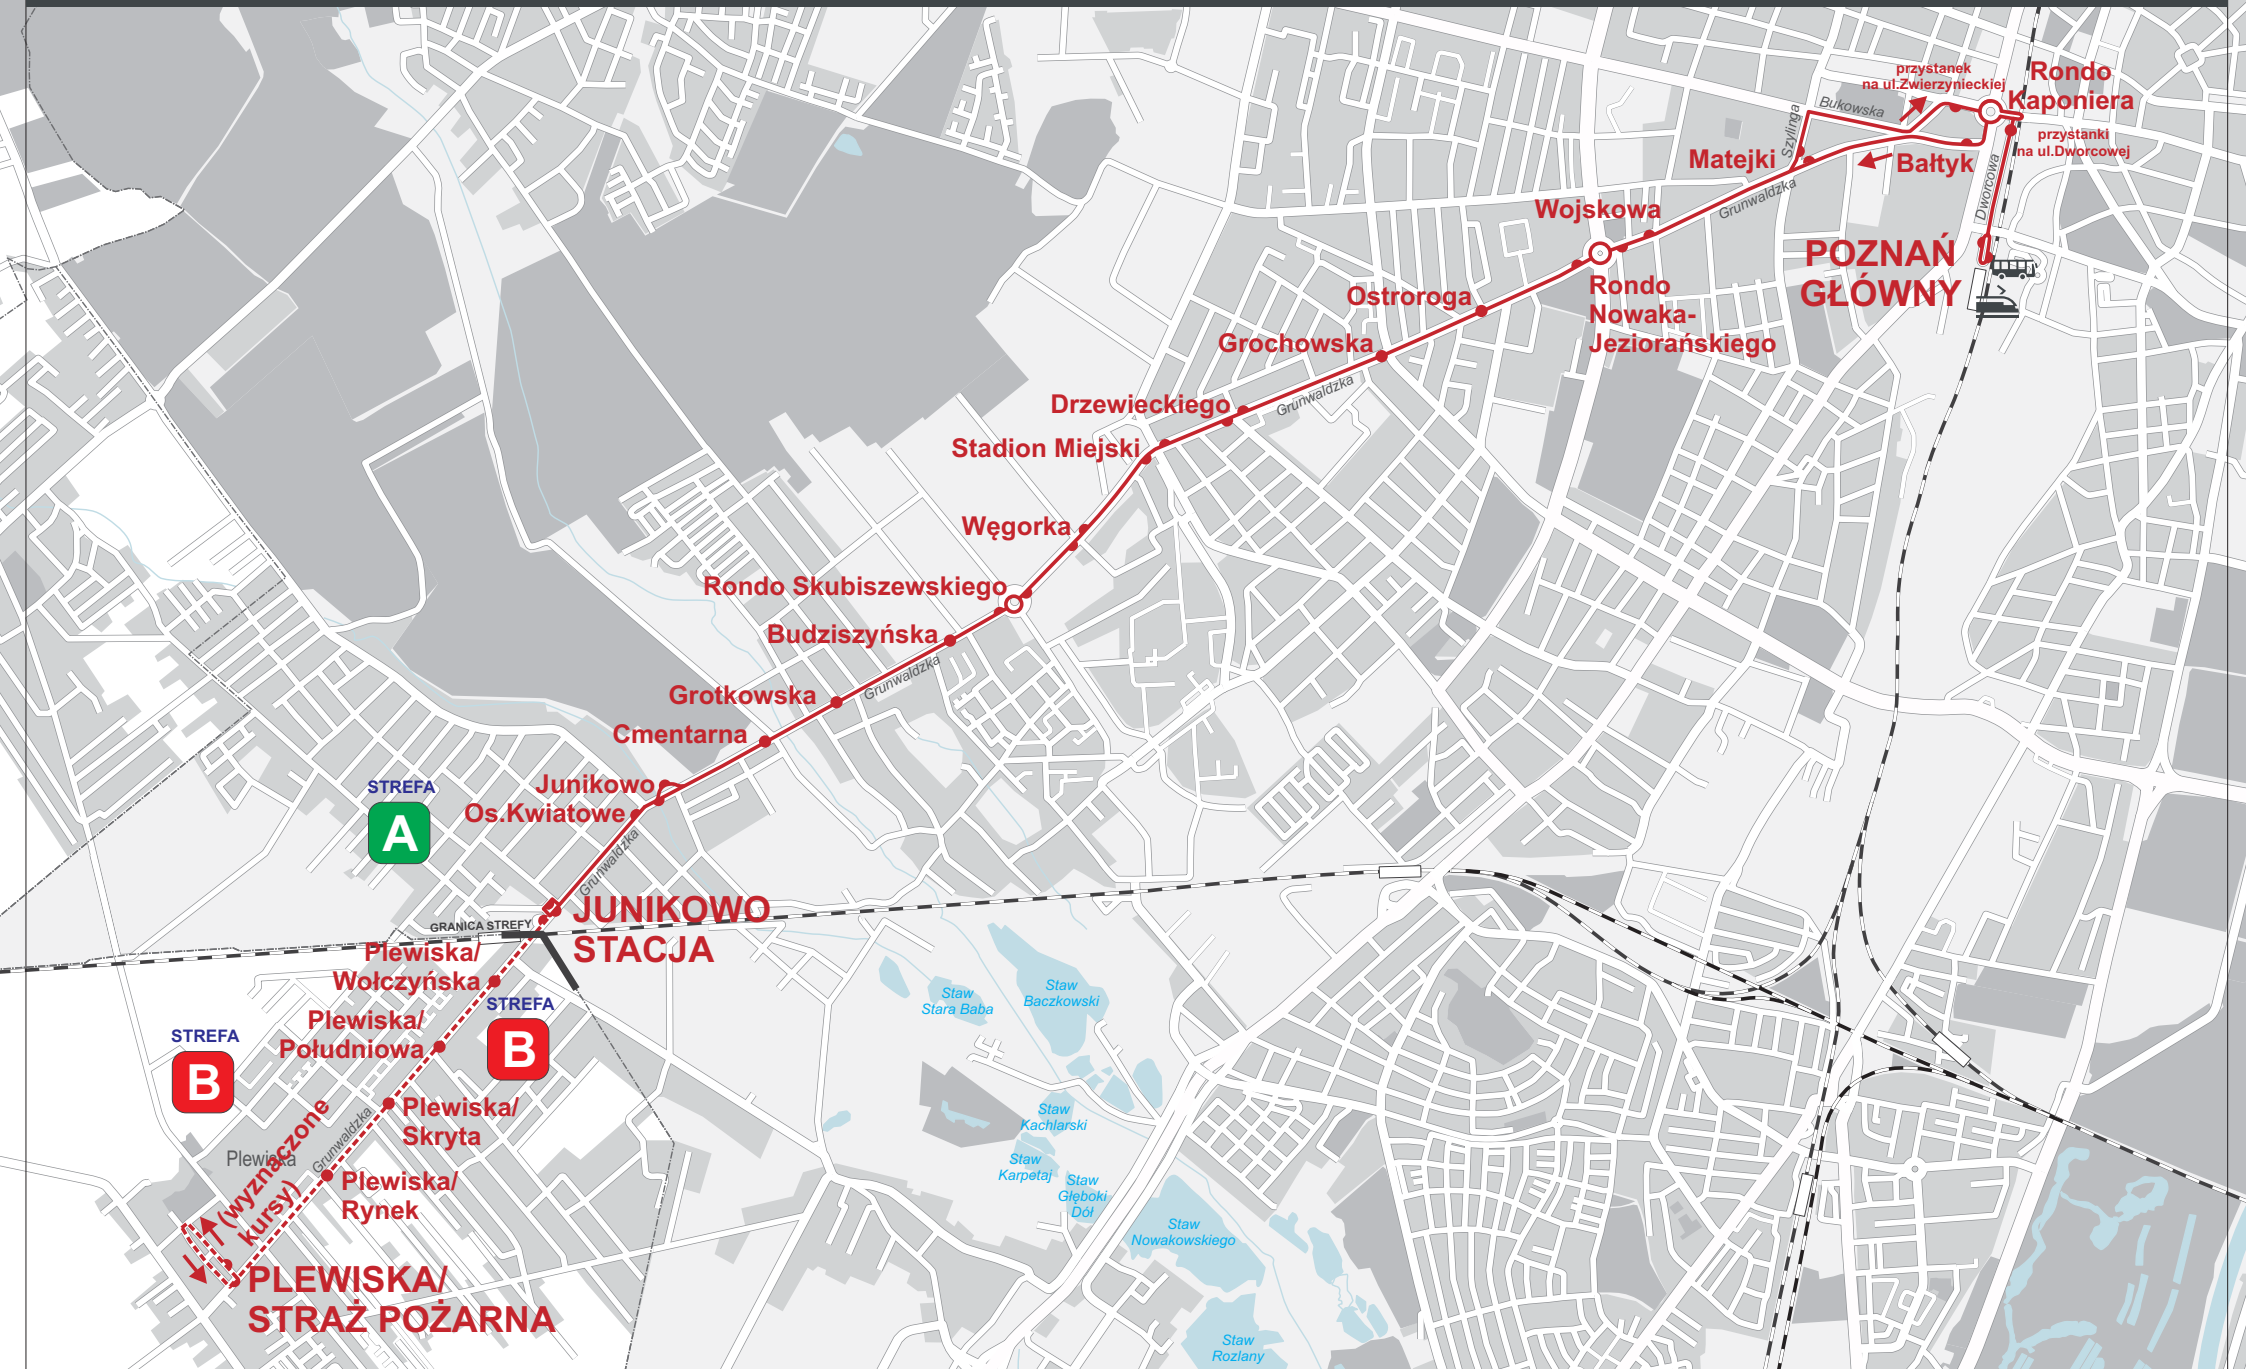 przystanek
na ul.Zwierzynieckiej
Rondo
Kaponiera
Bukowska
Szylinga
przystanki
na ul.Dworcowej
Matejki
Bałtyk
Dworcowa
Grunwaldzka
Wojskowa
POZNAŃ
GŁÓWNY
Rondo
Nowaka-
Jeziorańskiego
Ostroroga
Grochowska
Grunwaldzka
Drzewieckiego
Stadion Miejski
Węgorka
Rondo Skubiszewskiego
Budziszyńska
Grunwaldzka
Grotkowska
Cmentarna
Junikowo
Os.Kwiatowe
STREFA
A
Grunwaldzka
JUNIKOWO
STACJA
GRANICA STREFY
Plewiska/
Wołczyńska
STREFA
B
Plewiska/
Południowa
STREFA
B
Plewiska/
Skryta
Grunwaldzka
Plewiska
(wyznaczone
kursy)
Plewiska/
Rynek
PLEWISKA/
STRAŻ POŻARNA
Staw
Stara Baba
Staw
Baczkowski
Staw
Kachlarski
Staw
Karpetaj
Staw
Głęboki
Dół
Staw
Nowakowskiego
Staw
Rozlany